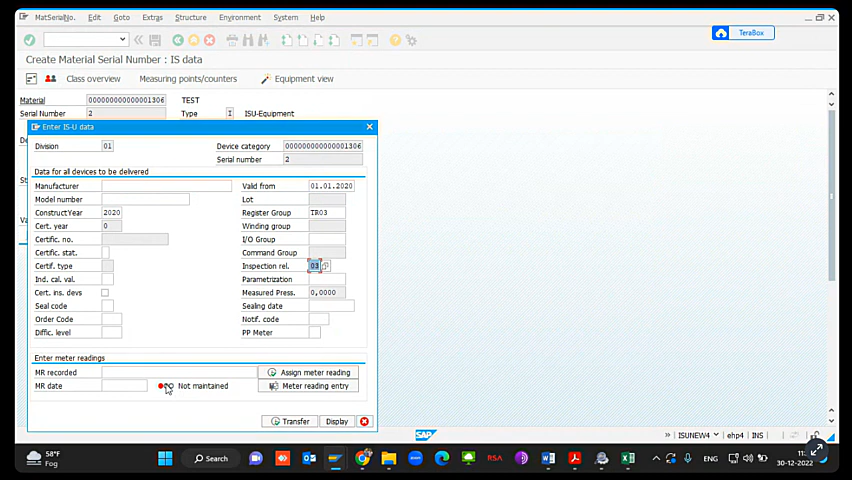 MatSerialNo. Edit Goto Extras Structure Environment System Help
TeraBox
Create Material Serial Number : IS data
Class overview Measuring points/counters Equipment view
Material 000000000000001306 TEST
Serial Number 2 Type I ISU-Equipment
Enter IS-U data
Division 01 Device category 000000000000001306
Serial number 2
Data for all devices to be delivered
Manufacturer Valid from 01.01.2020
Model number Lot
ConstructYear 2020 Register Group TR03
Cert. year 0 Winding group
Certific. no. I/O Group
Certific. stat. Command Group
Certif. type Inspection rel. 03
Ind. cal. val. Parametrization
Cert. ins. devs Measured Press. 0,0000
Seal code Sealing date
Order Code Notif. code
Diffic. level PP Meter
Enter meter readings
MR recorded Assign meter reading
MR date Not maintained Meter reading entry
Transfer Display
SAP ISUNEW4 ehp4 INS
58°F
Fog
Search RSA ENG
30-12-2022